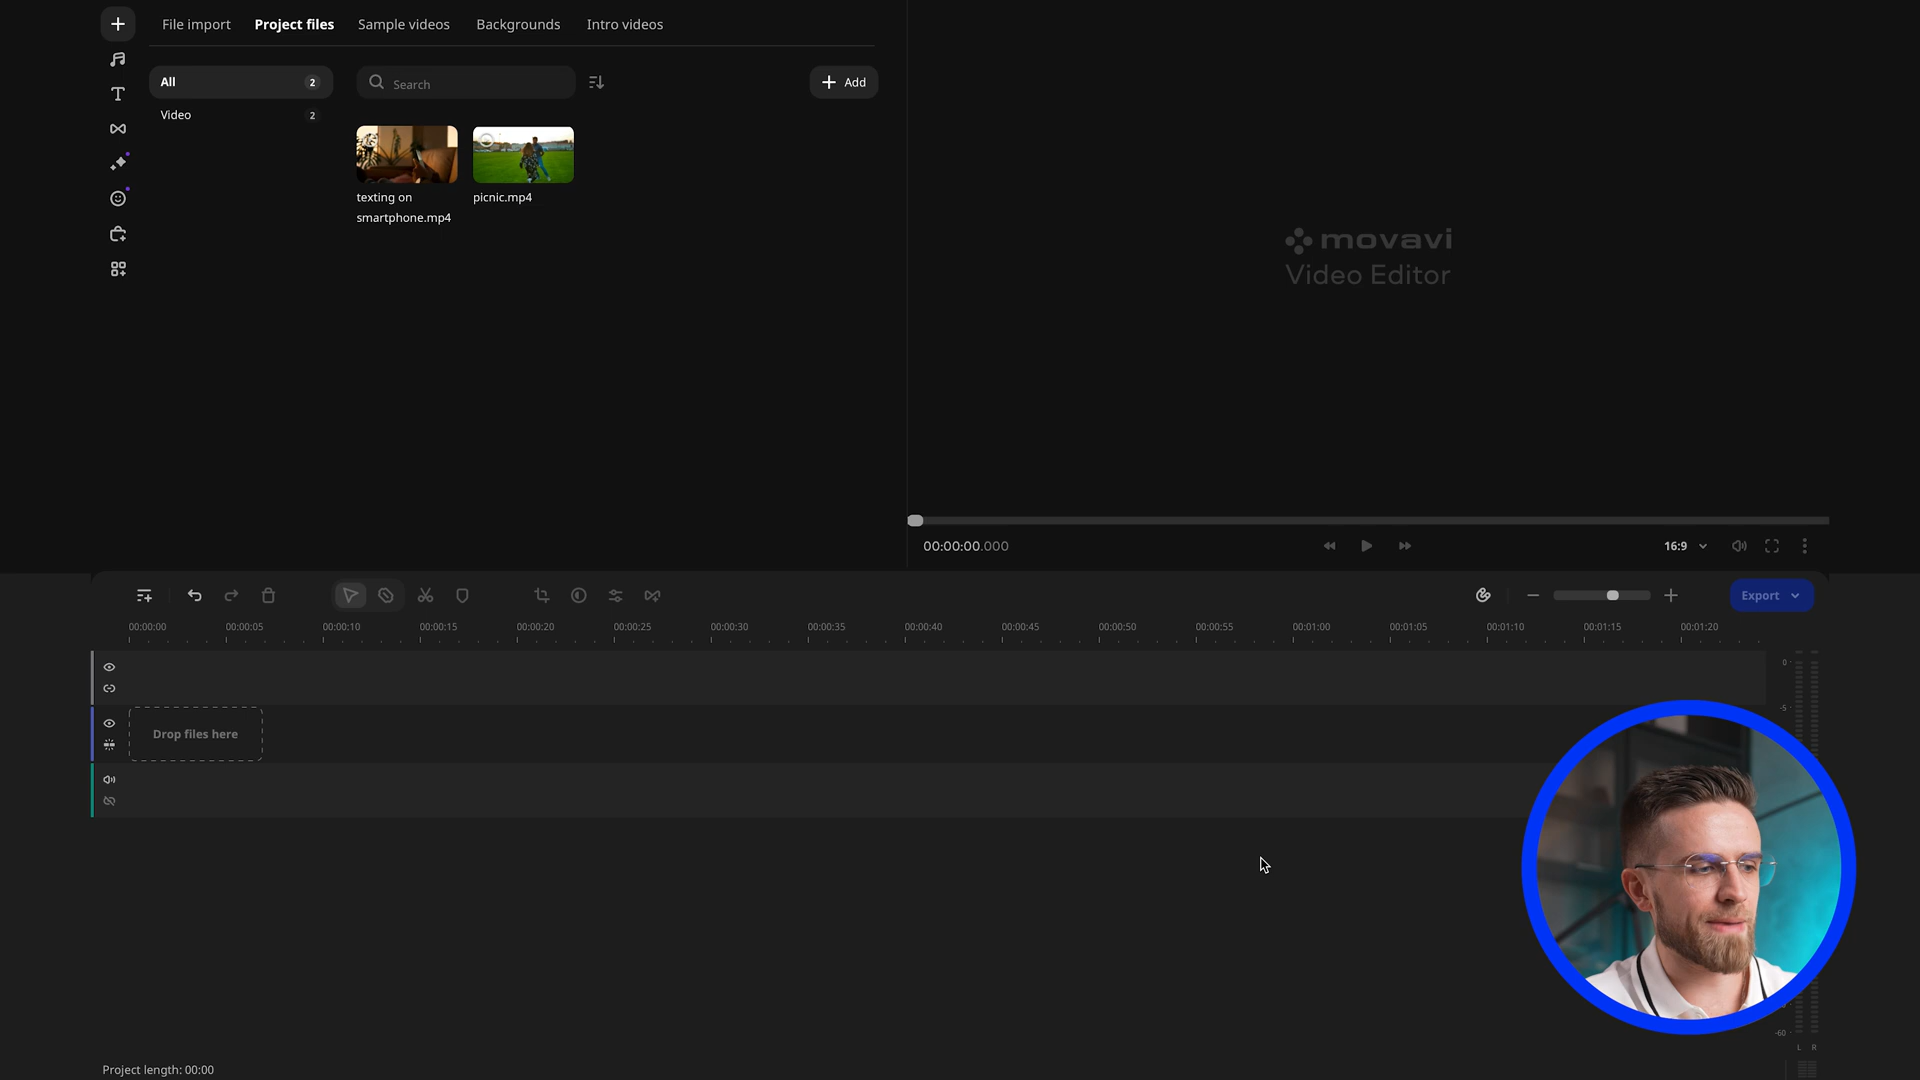 File import
Project files
Sample videos
Backgrounds
Intro videos
All
2
Search
Add
Video
2
texting on
smartphone.mp4
picnic.mp4
movavi
Video Editor
00:00:00.000
16:9
Export
00:00:00
00:00:05
00:00:10
00:00:15
00:00:20
00:00:25
00:00:30
00:00:35
00:00:40
00:00:45
00:00:50
00:00:55
00:01:00
00:01:05
00:01:10
00:01:15
00:01:20
0
-5
Drop files here
-60
L R
Project length: 00:00